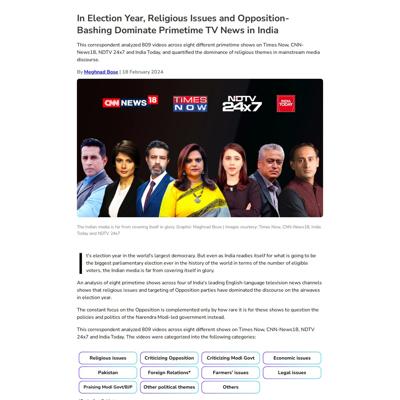 In Election Year, Religious Issues and Opposition-
Bashing Dominate Primetime TV News in India
This correspondent analyzed 809 videos across eight different primetime shows on Times Now, CNN-
News18, NDTV 24x7 and India Today, and quantified the dominance of religious themes in mainstream media
discourse.
By Meghnad Bose | 18 February 2024
CNN NEWS 18
TIMES NOW
NDTV 24X7
INDIA TODAY
The Indian media is far from covering itself in glory. Graphic: Meghnad Bose | Images courtesy: Times Now, CNN-News18, India
Today and NDTV 24x7
It's election year in the world's largest democracy. But even as India readies itself for what is going to be
the biggest parliamentary election ever in the history of the world in terms of the number of eligible
voters, the Indian media is far from covering itself in glory.
An analysis of eight primetime shows across four of India's leading English-language television news channels
shows that religious issues and targeting of Opposition parties have dominated the discourse on the airwaves
in election year.
The constant focus on the Opposition is complemented only by how rare it is for these shows to question the
policies and politics of the Narendra Modi-led government instead.
This correspondent analyzed 809 videos across eight different shows on Times Now, CNN-News18, NDTV
24x7 and India Today. The videos were categorized into the following categories:
Religious issues
Criticizing Opposition
Criticizing Modi Govt
Economic issues
Pakistan
Foreign Relations*
Farmers' issues
Legal issues
Praising Modi Govt/BJP
Other political themes
Others